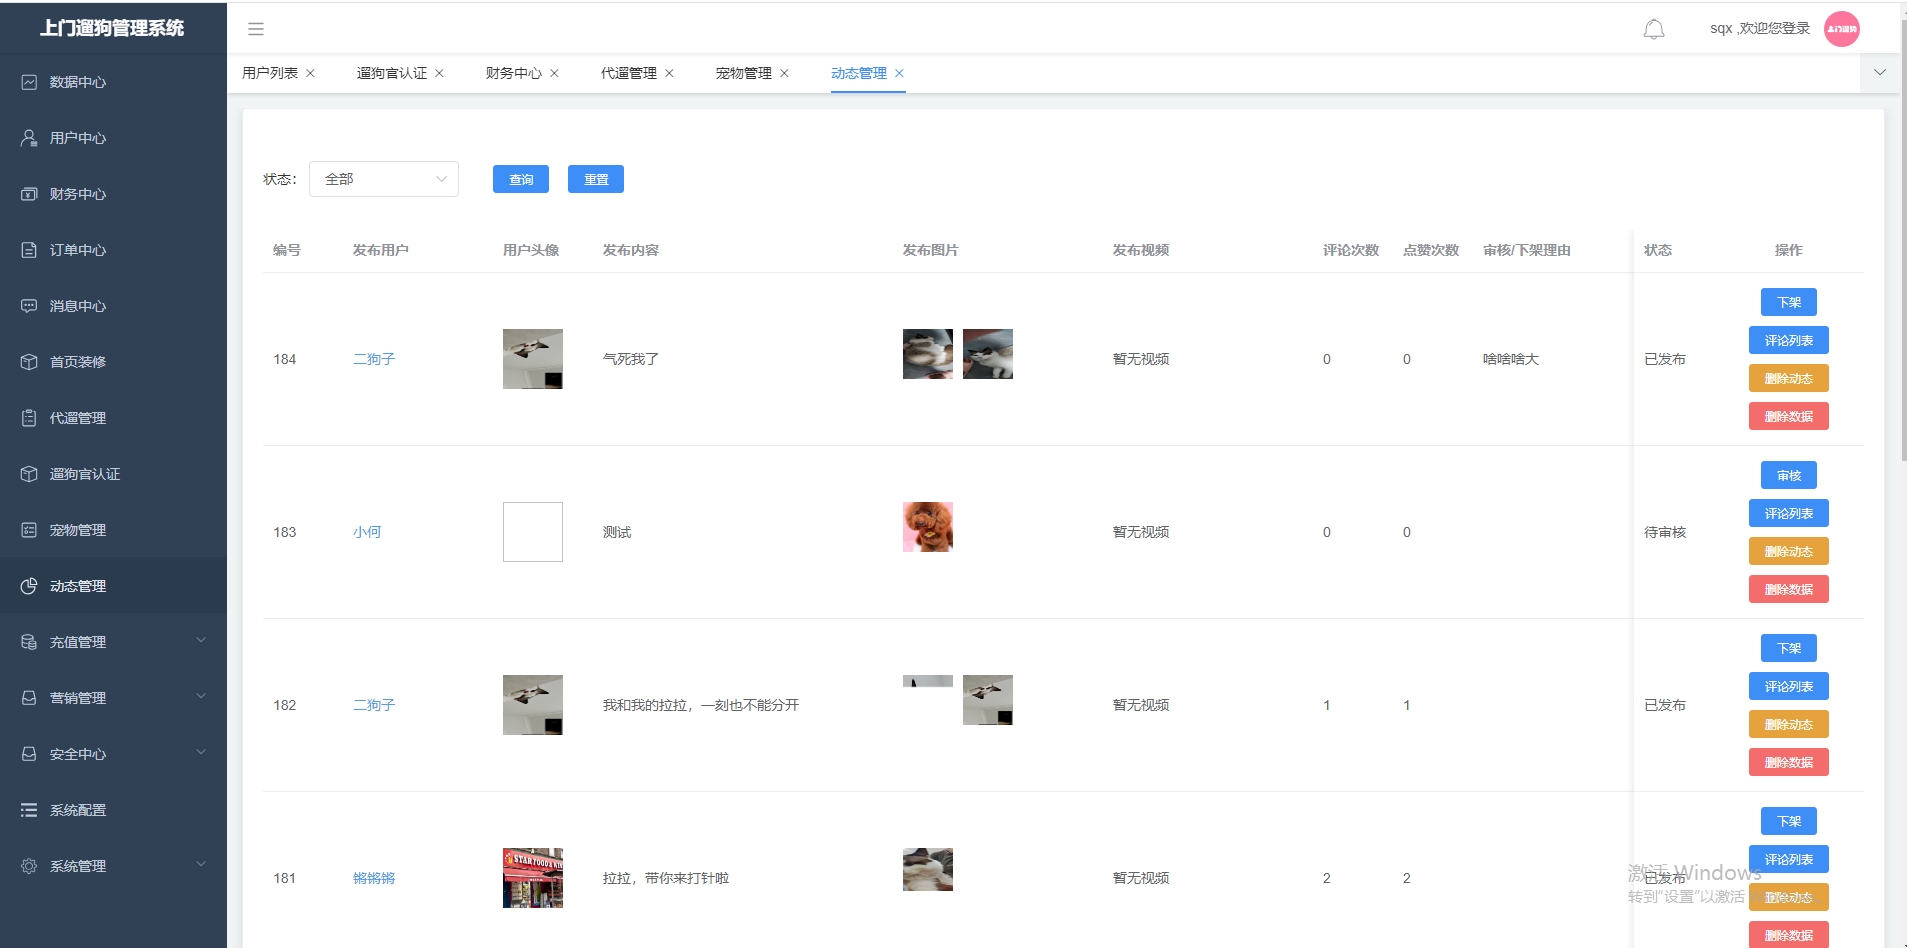 上门遛狗管理系统
sqx ,欢迎您登录
上门遛狗
用户列表 遛狗官认证 财务中心 代遛管理 宠物管理 动态管理
数据中心
用户中心
财务中心
订单中心
消息中心
首页装修
代遛管理
遛狗官认证
宠物管理
动态管理
充值管理
营销管理
安全中心
系统配置
系统管理
状态： 全部 查询 重置
编号 发布用户 用户头像 发布内容 发布图片 发布视频 评论次数 点赞次数 审核/下架理由 状态 操作
184 二狗子 气死我了 暂无视频 0 0 啥啥啥大 已发布
下架
评论列表
删除动态
删除数据
183 小何 测试 暂无视频 0 0 待审核
审核
评论列表
删除动态
删除数据
182 二狗子 我和我的拉拉，一刻也不能分开 暂无视频 1 1 已发布
下架
评论列表
删除动态
删除数据
STAR FOOD & WIN
181 锵锵锵 拉拉，带你来打针啦 暂无视频 2 2 已发布
下架
评论列表
删除动态
删除数据
激活 Windows
转到"设置"以激活